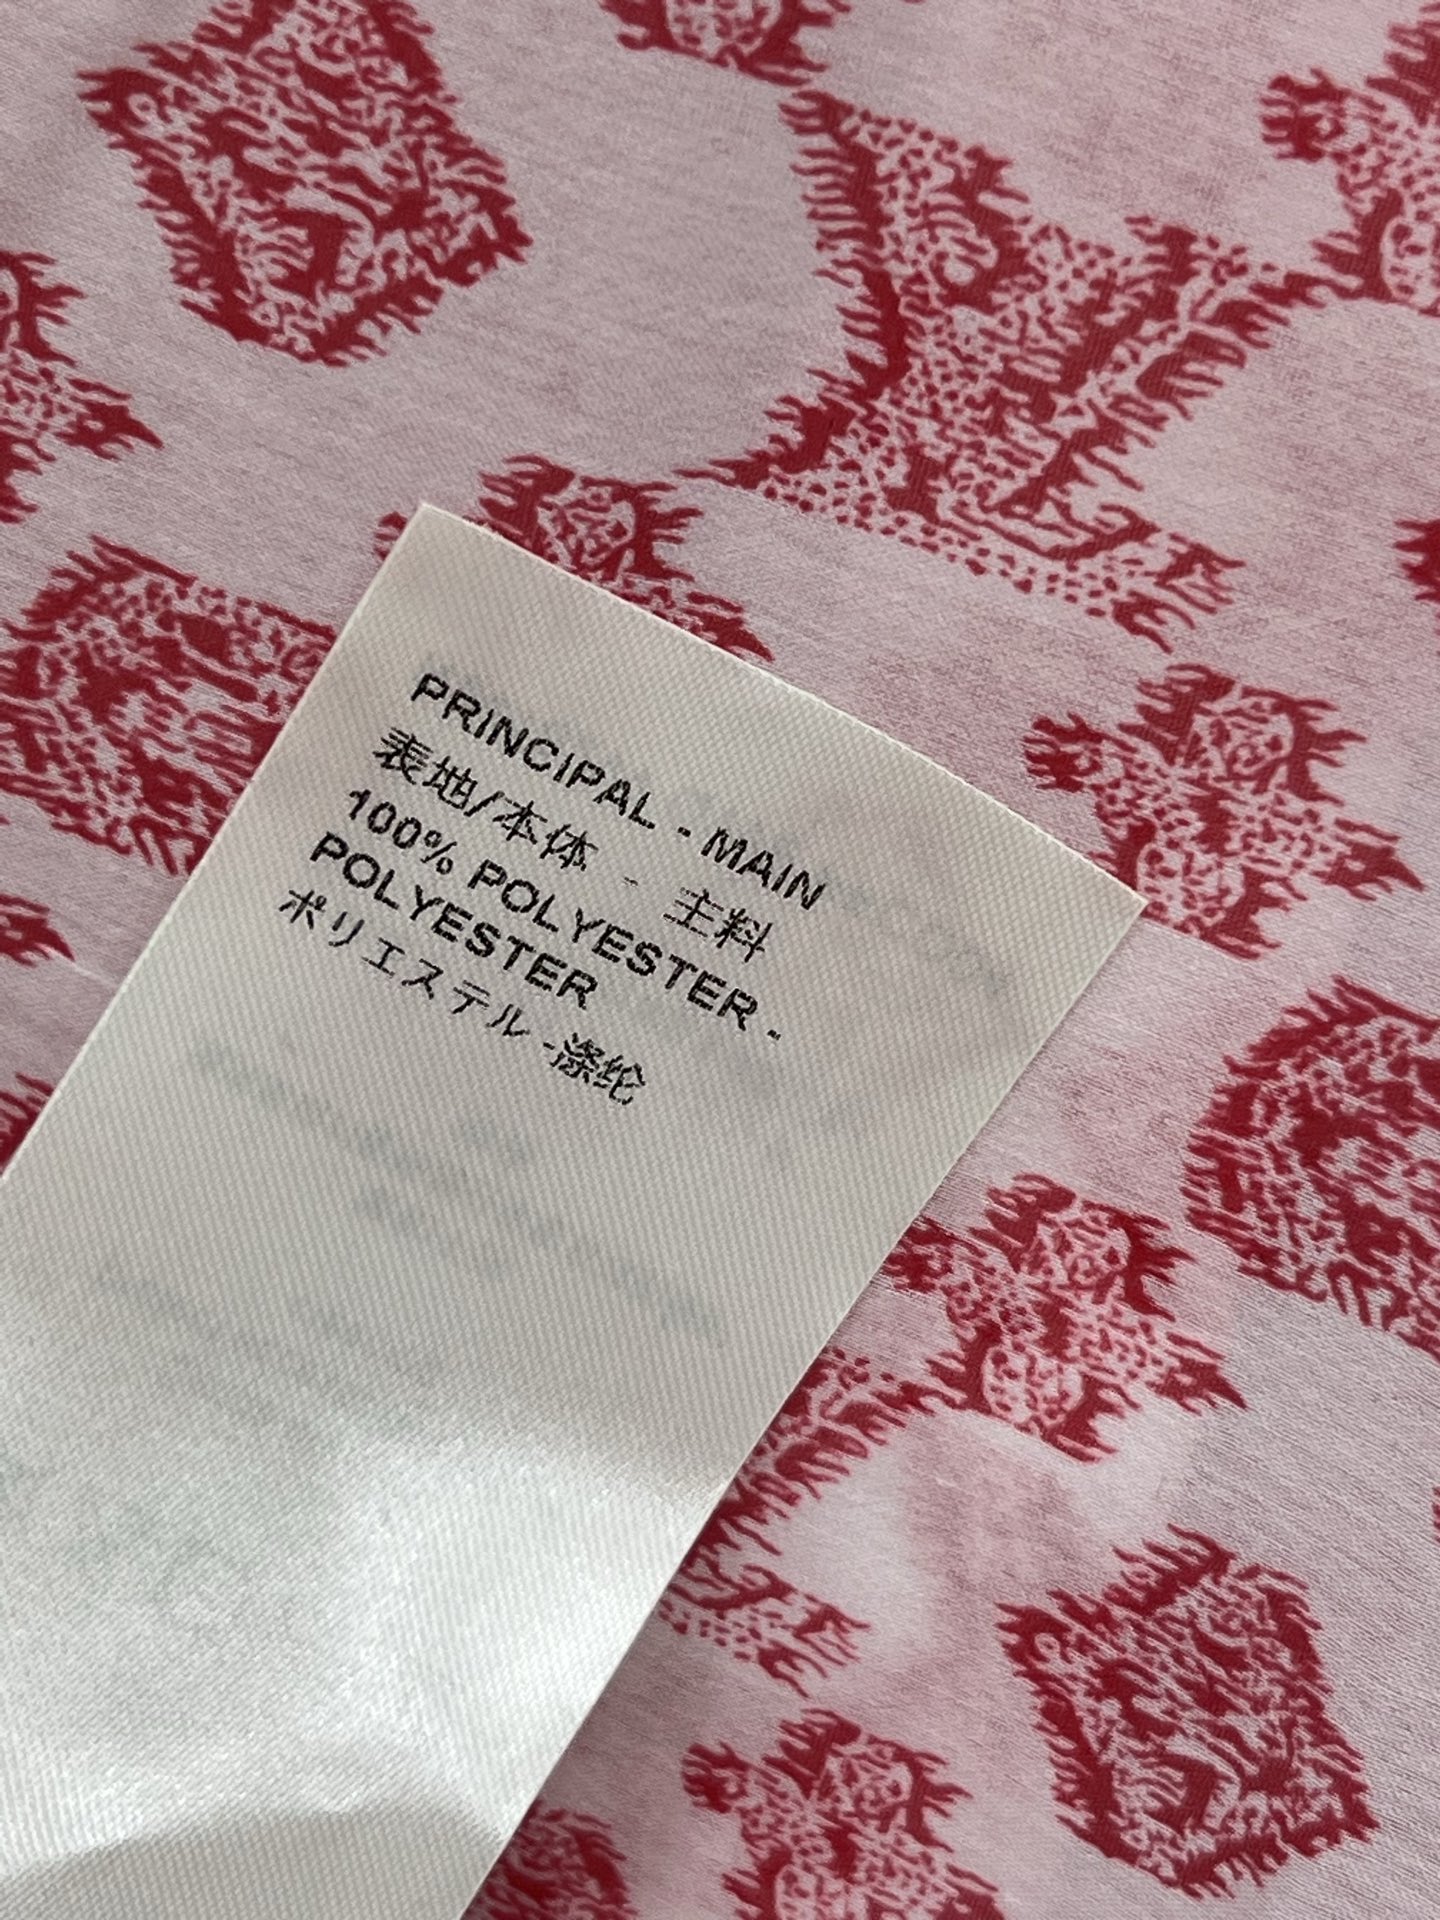 PRINCIPAL - MAIN
表地/本体 - 主料
100% POLYESTER -
POLYESTER
ポリエステル -涤纶